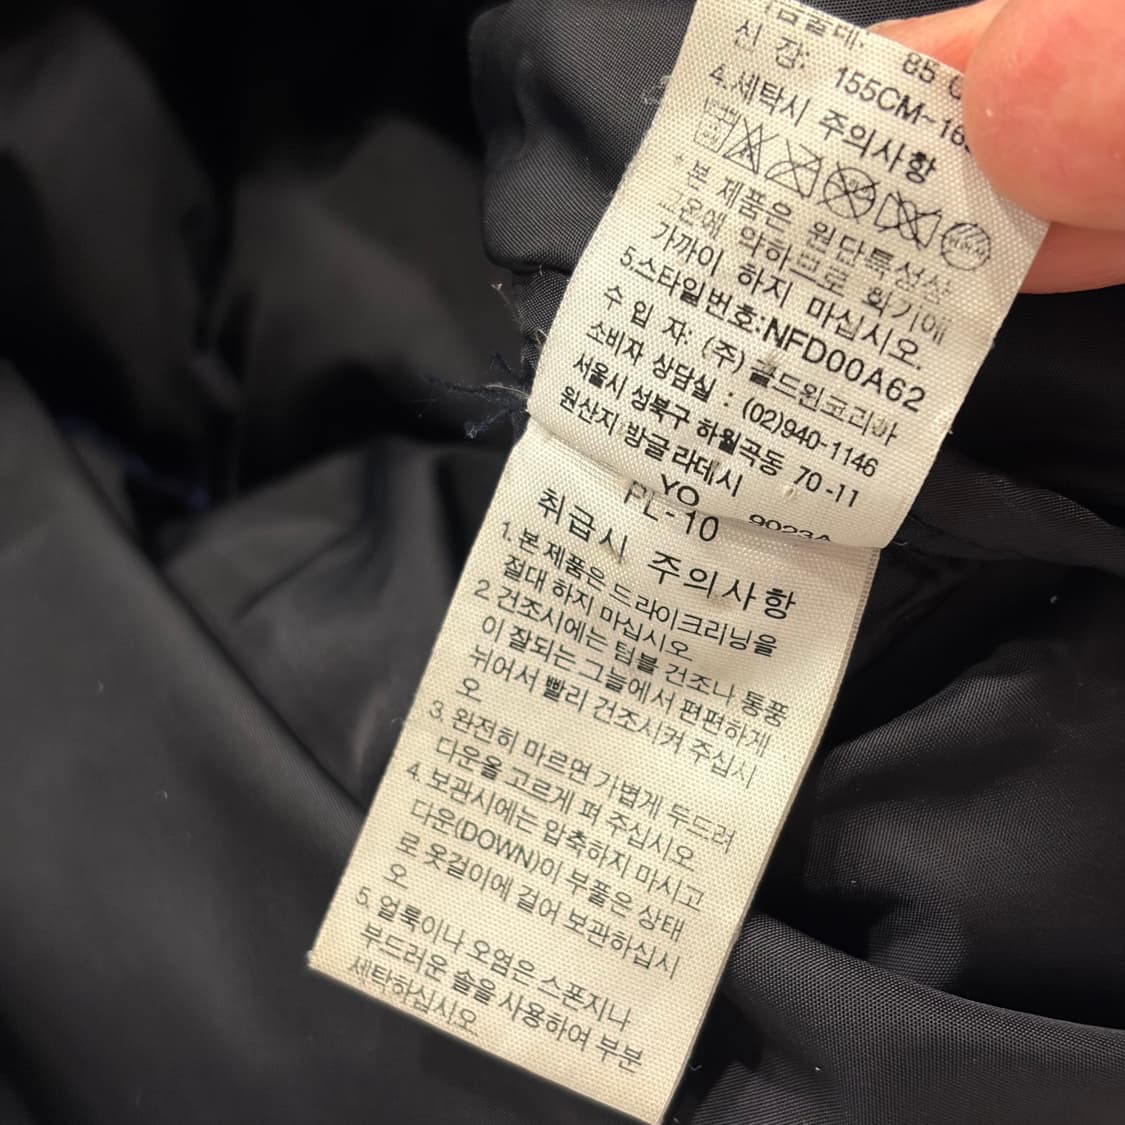 신 장: 155CM~16
4.세탁시 주의사항
본 제품은 원단특성상
가까이 하지 마십시오.
5.스타일번호:NFD00A62
수 입 자: (주) 골드윈코리아
소비자 상담실 : (02)940-1146
서울시 성북구 하월곡동 70-11
원산지 방글라데시
YO 9023A
PL-10
취급시 주의사항
1.본 제품은 드라이크리닝을
절대 하지 마십시오
2 건조시에는 텀블 건조나 통풍
이 잘되는 그늘에서 편편하게
뉘어서 빨리 건조시켜 주십시
오
3. 완전히 마르면 가볍게 두드려
다운을 고르게 펴 주십시오
4. 보관시에는 압축하지 마시고
다운(DOWN)이 부풀은 상태
로 옷걸이에 걸어 보관하십시
오
5. 얼룩이나 오염은 스폰지나
부드러운 솔을 사용하여 부분
세탁하십시오